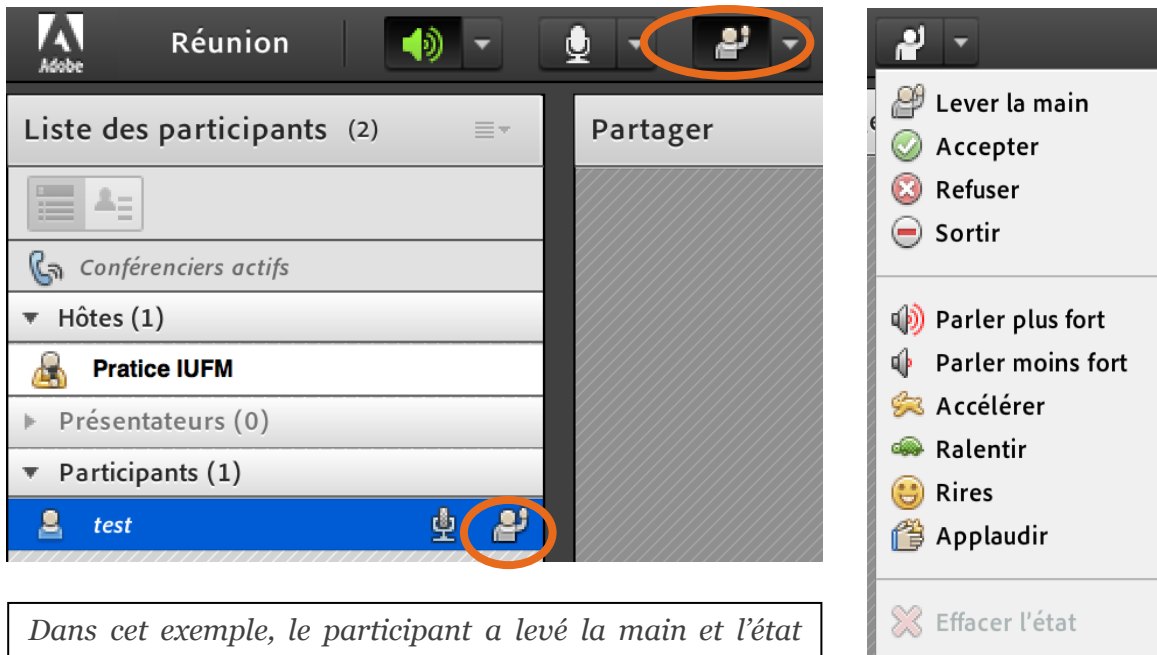 Adobe
Réunion
Liste des participants (2)
Partager
Conférenciers actifs
Hôtes (1)
Pratice IUFM
Présentateurs (0)
Participants (1)
test
Dans cet exemple, le participant a levé la main et l’état
Lever la main
Accepter
Refuser
Sortir
Parler plus fort
Parler moins fort
Accélérer
Ralentir
Rires
Applaudir
Effacer l’état